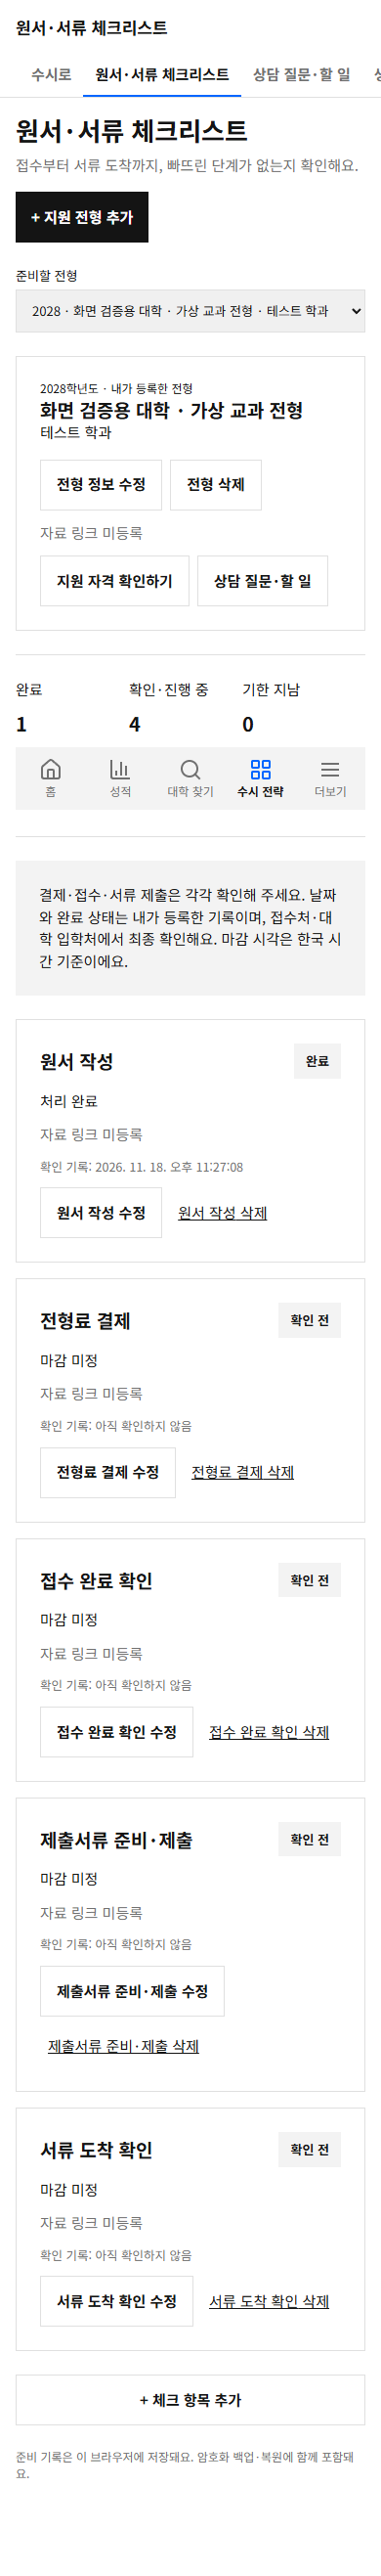 원서·서류 체크리스트
수시로 원서·서류 체크리스트 상담 질문·할 일
원서·서류 체크리스트
접수부터 서류 도착까지, 빠뜨린 단계가 없는지 확인해요.
+ 지원 전형 추가
준비할 전형
2028 · 화면 검증용 대학 · 가상 교과 전형 · 테스트 학과
2028학년도 · 내가 등록한 전형
화면 검증용 대학 · 가상 교과 전형
테스트 학과
전형 정보 수정 전형 삭제
자료 링크 미등록
지원 자격 확인하기 상담 질문·할 일
완료 확인·진행 중 기한 지남
1 4 0
홈 성적 대학 찾기 수시 전략 더보기
결제·접수·서류 제출은 각각 확인해 주세요. 날짜
와 완료 상태는 내가 등록한 기록이며, 접수처·대
학 입학처에서 최종 확인해요. 마감 시각은 한국 시
간 기준이에요.
원서 작성 완료
처리 완료
자료 링크 미등록
확인 기록: 2026. 11. 18. 오후 11:27:08
원서 작성 수정 원서 작성 삭제
전형료 결제 확인 전
마감 미정
자료 링크 미등록
확인 기록: 아직 확인하지 않음
전형료 결제 수정 전형료 결제 삭제
접수 완료 확인 확인 전
마감 미정
자료 링크 미등록
확인 기록: 아직 확인하지 않음
접수 완료 확인 수정 접수 완료 확인 삭제
제출서류 준비·제출 확인 전
마감 미정
자료 링크 미등록
확인 기록: 아직 확인하지 않음
제출서류 준비·제출 수정
제출서류 준비·제출 삭제
서류 도착 확인 확인 전
마감 미정
자료 링크 미등록
확인 기록: 아직 확인하지 않음
서류 도착 확인 수정 서류 도착 확인 삭제
+ 체크 항목 추가
준비 기록은 이 브라우저에 저장돼요. 암호화 백업·복원에 함께 포함돼
요.